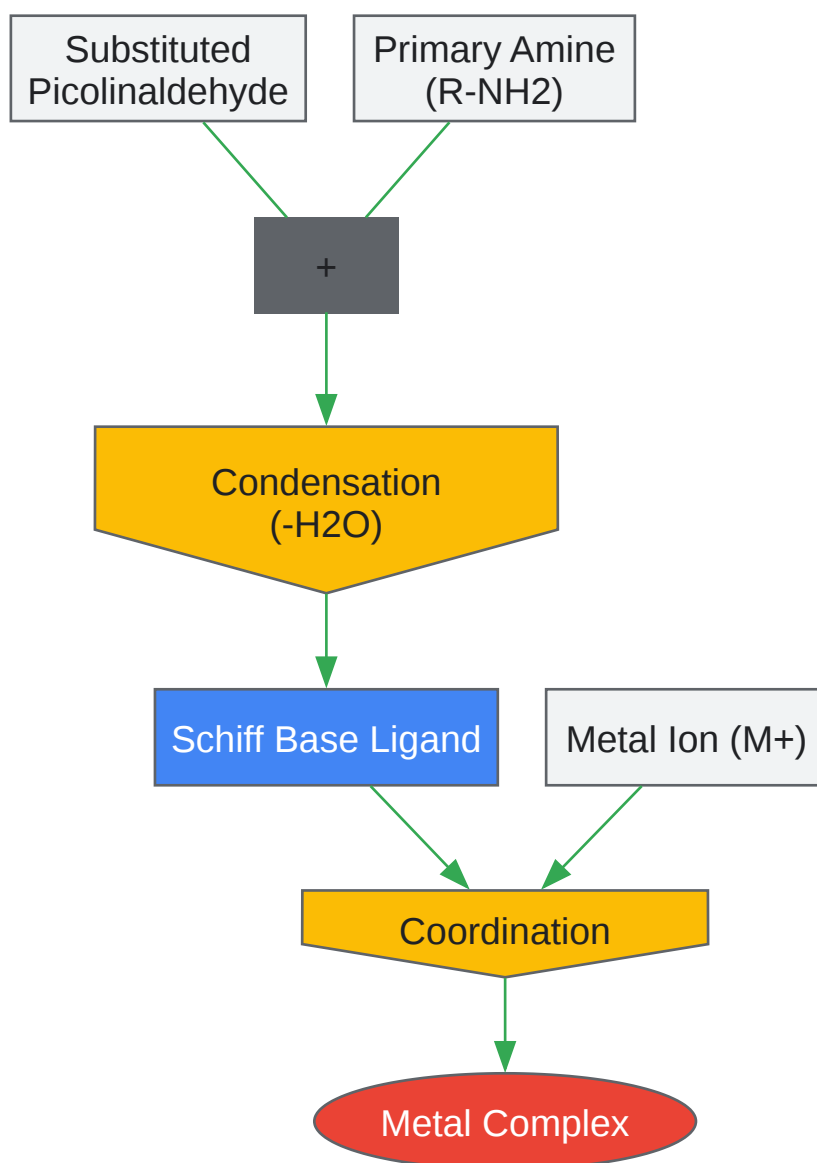 Substituted
Picolinaldehyde
Primary Amine
(R-NH2)
+
Condensation
(-H2O)
Schiff Base Ligand
Metal Ion (M+)
Coordination
Metal Complex